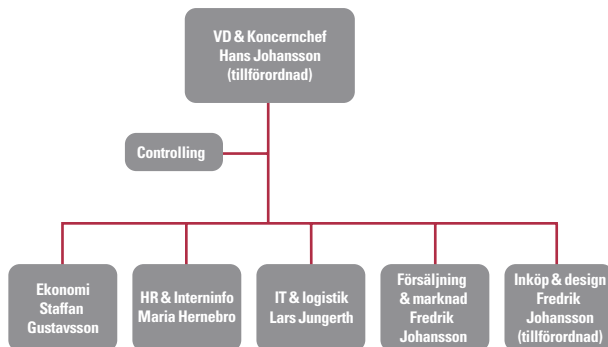 VD & Koncernchef
Hans Johansson
(tillförordnad)
Controlling
Ekonomi
Staffan
Gustavsson
HR & Interninfo
Maria Hernebro
IT & logistik
Lars Jungerth
Försäljning
& marknad
Fredrik
Johansson
Inköp & design
Fredrik
Johansson
(tillförordnad)